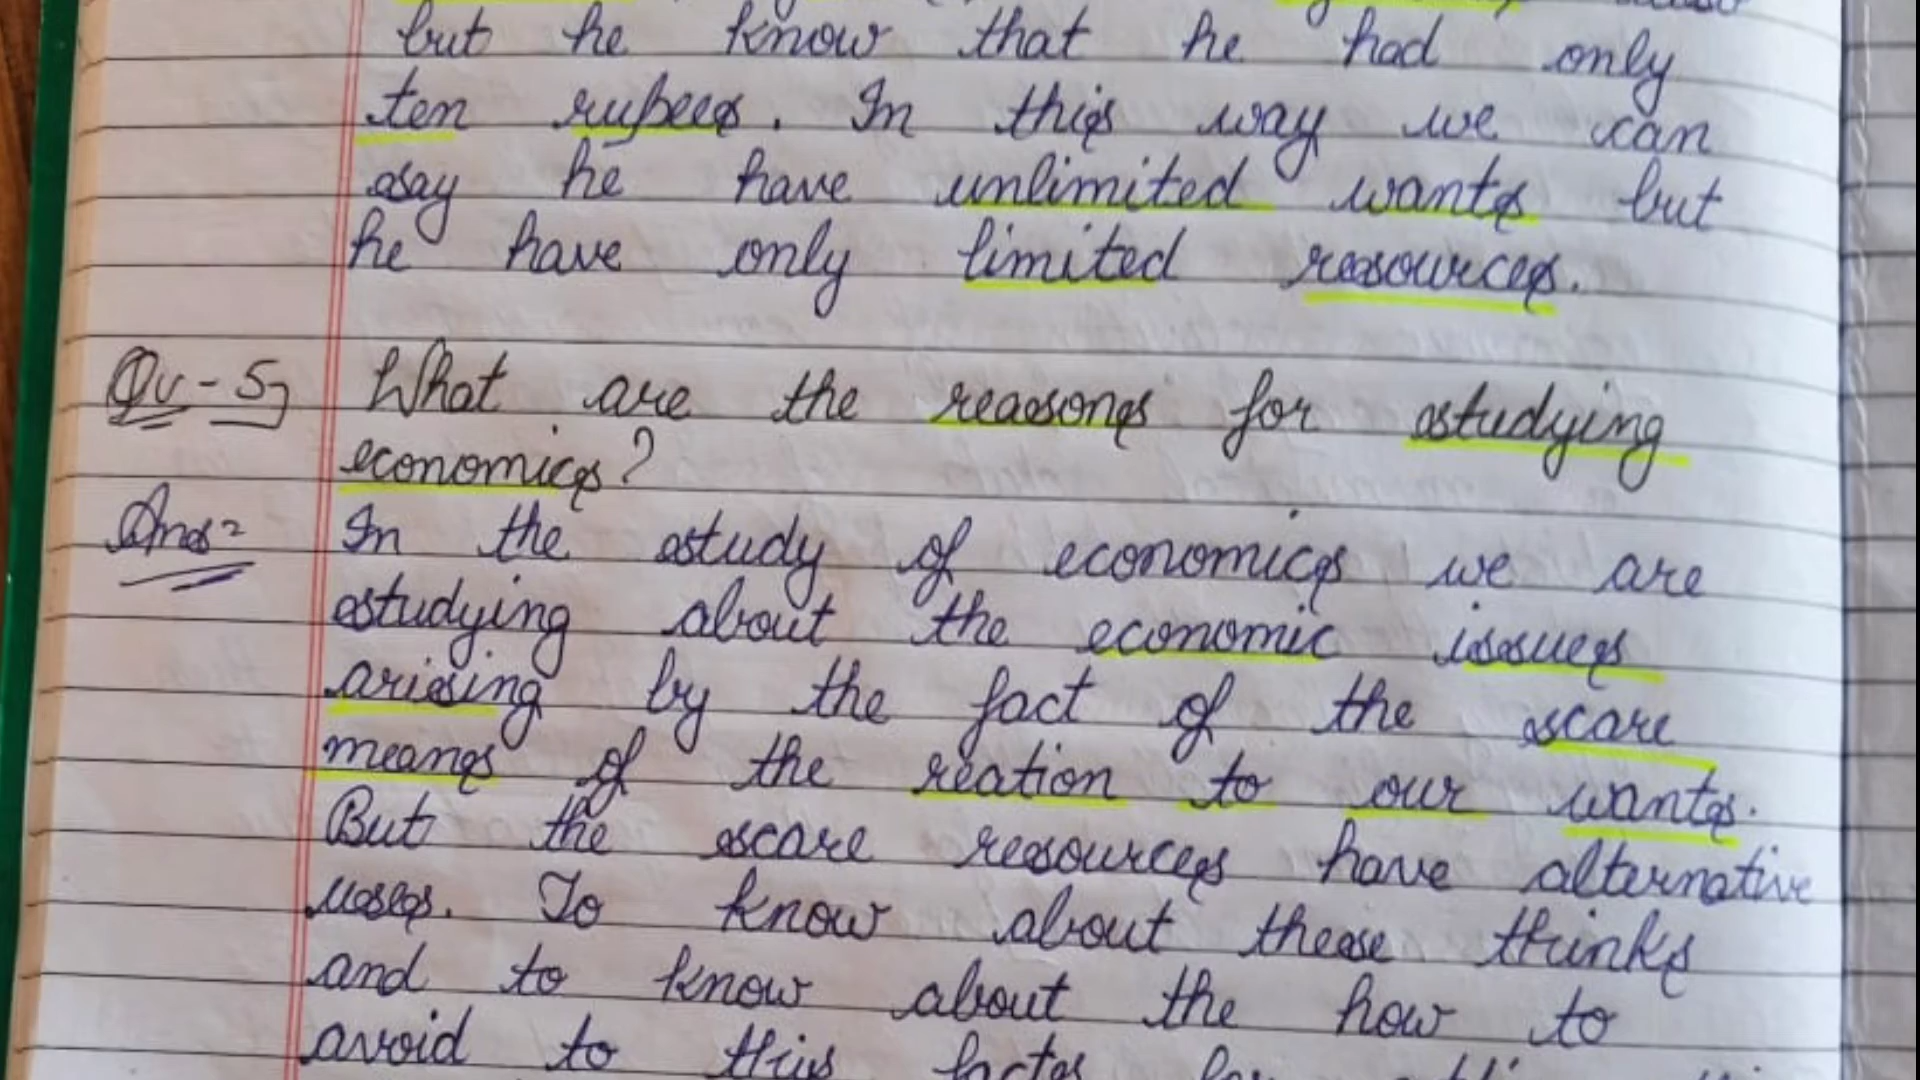 but he know that he had only
ten rupees. In this way we can
say he have unlimited wants but
he have only limited resources.
Qu-5) What are the reasons for studying
economics?
Ans= In the study of economics we are
studying about the economic issues
arising by the fact of the scare
means of the reation to our wants.
But the scare resources have alternative
uses. To know about these thinks
and to know about the how to
avoid to this